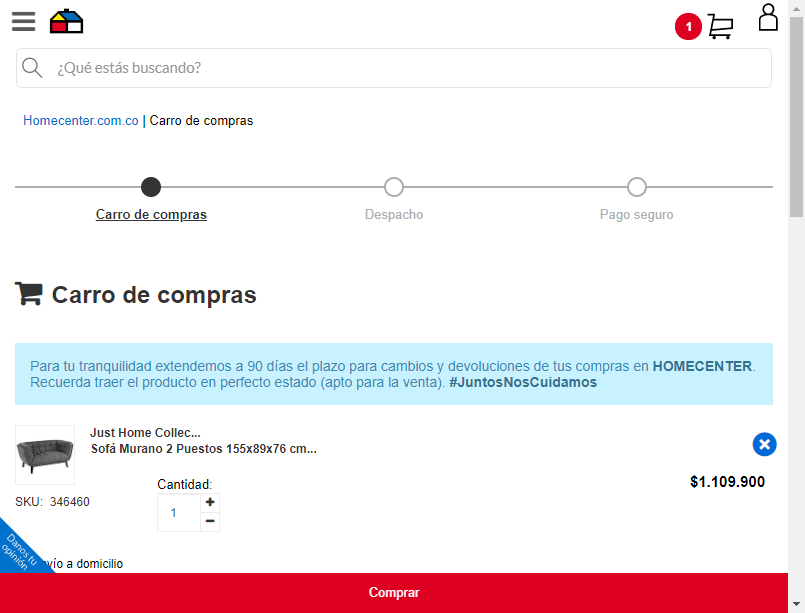 1
¿Qué estás buscando?
Homecenter.com.co | Carro de compras
Carro de compras
Despacho
Pago seguro
Carro de compras
Para tu tranquilidad extendemos a 90 días el plazo para cambios y devoluciones de tus compras en HOMECENTER.
Recuerda traer el producto en perfecto estado (apto para la venta). #JuntosNosCuidamos
Just Home Collec...
Sofá Murano 2 Puestos 155x89x76 cm...
$1.109.900
Cantidad:
SKU: 346460
1
+
−
Danos tu
opinión
vío a domicilio
Comprar